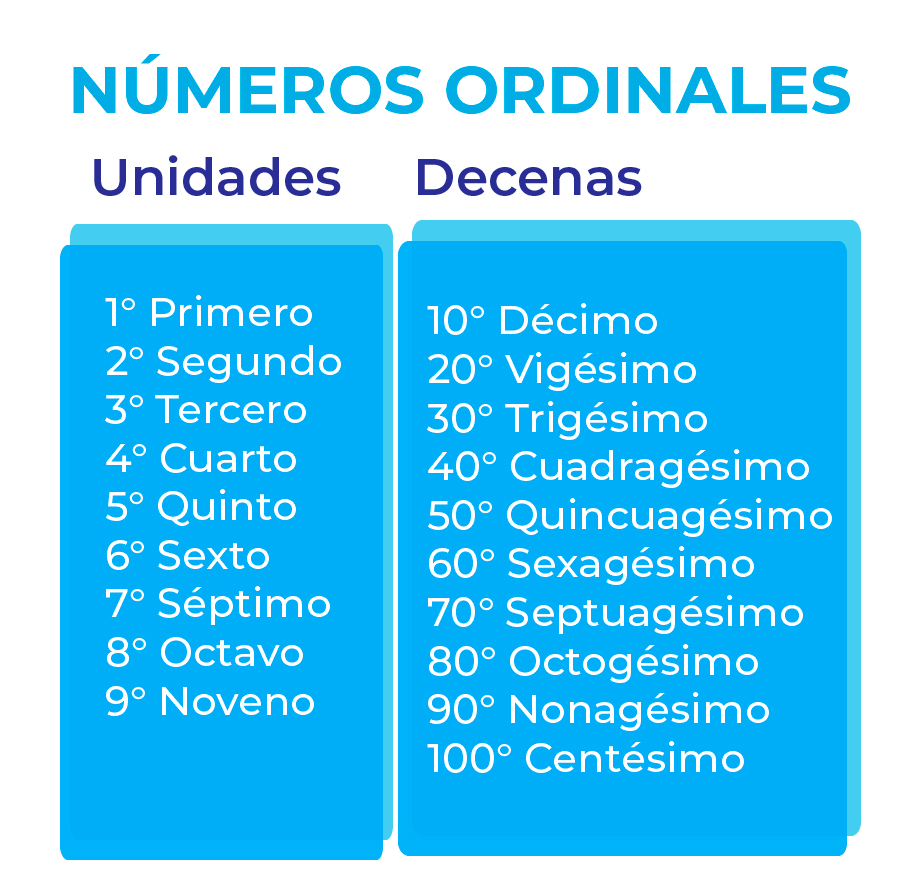 NÚMEROS ORDINALES
Unidades
1° Primero
2° Segundo
3° Tercero
4° Cuarto
5° Quinto
6° Sexto
7° Séptimo
8° Octavo
9° Noveno
Decenas
10° Décimo
20° Vigésimo
30° Trigésimo
40° Cuadragésimo
50° Quincuagésimo
60° Sexagésimo
70° Septuagésimo
80° Octogésimo
90° Nonagésimo
100° Centésimo